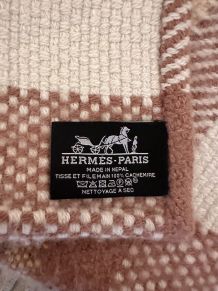 HERMES-PARIS
MADE IN NEPAL
TISSE ET FILE MAIN 100% CACHEMIRE
NETTOYAGE A SEC